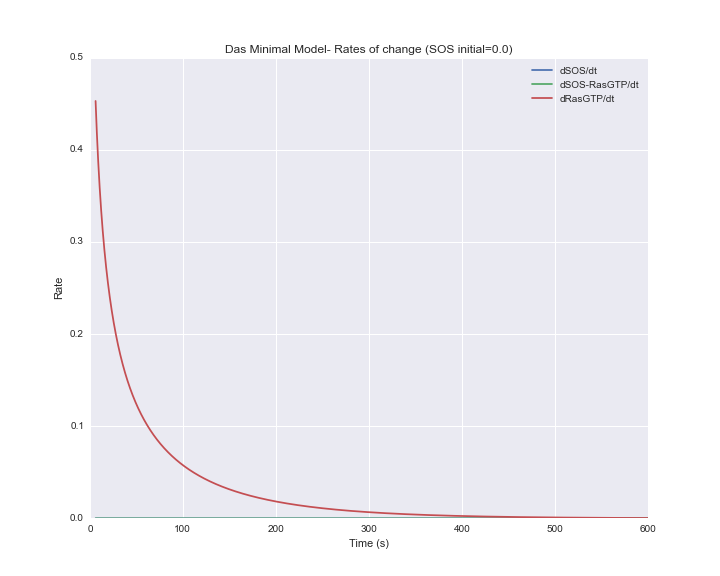 Das Minimal Model- Rates of change (SOS initial=0.0)
0.5
dSOS/dt
dSOS-RasGTP/dt
dRasGTP/dt
0.4
0.3
Rate
0.2
0.1
0.0
0 100 200 300 400 500 600
Time (s)